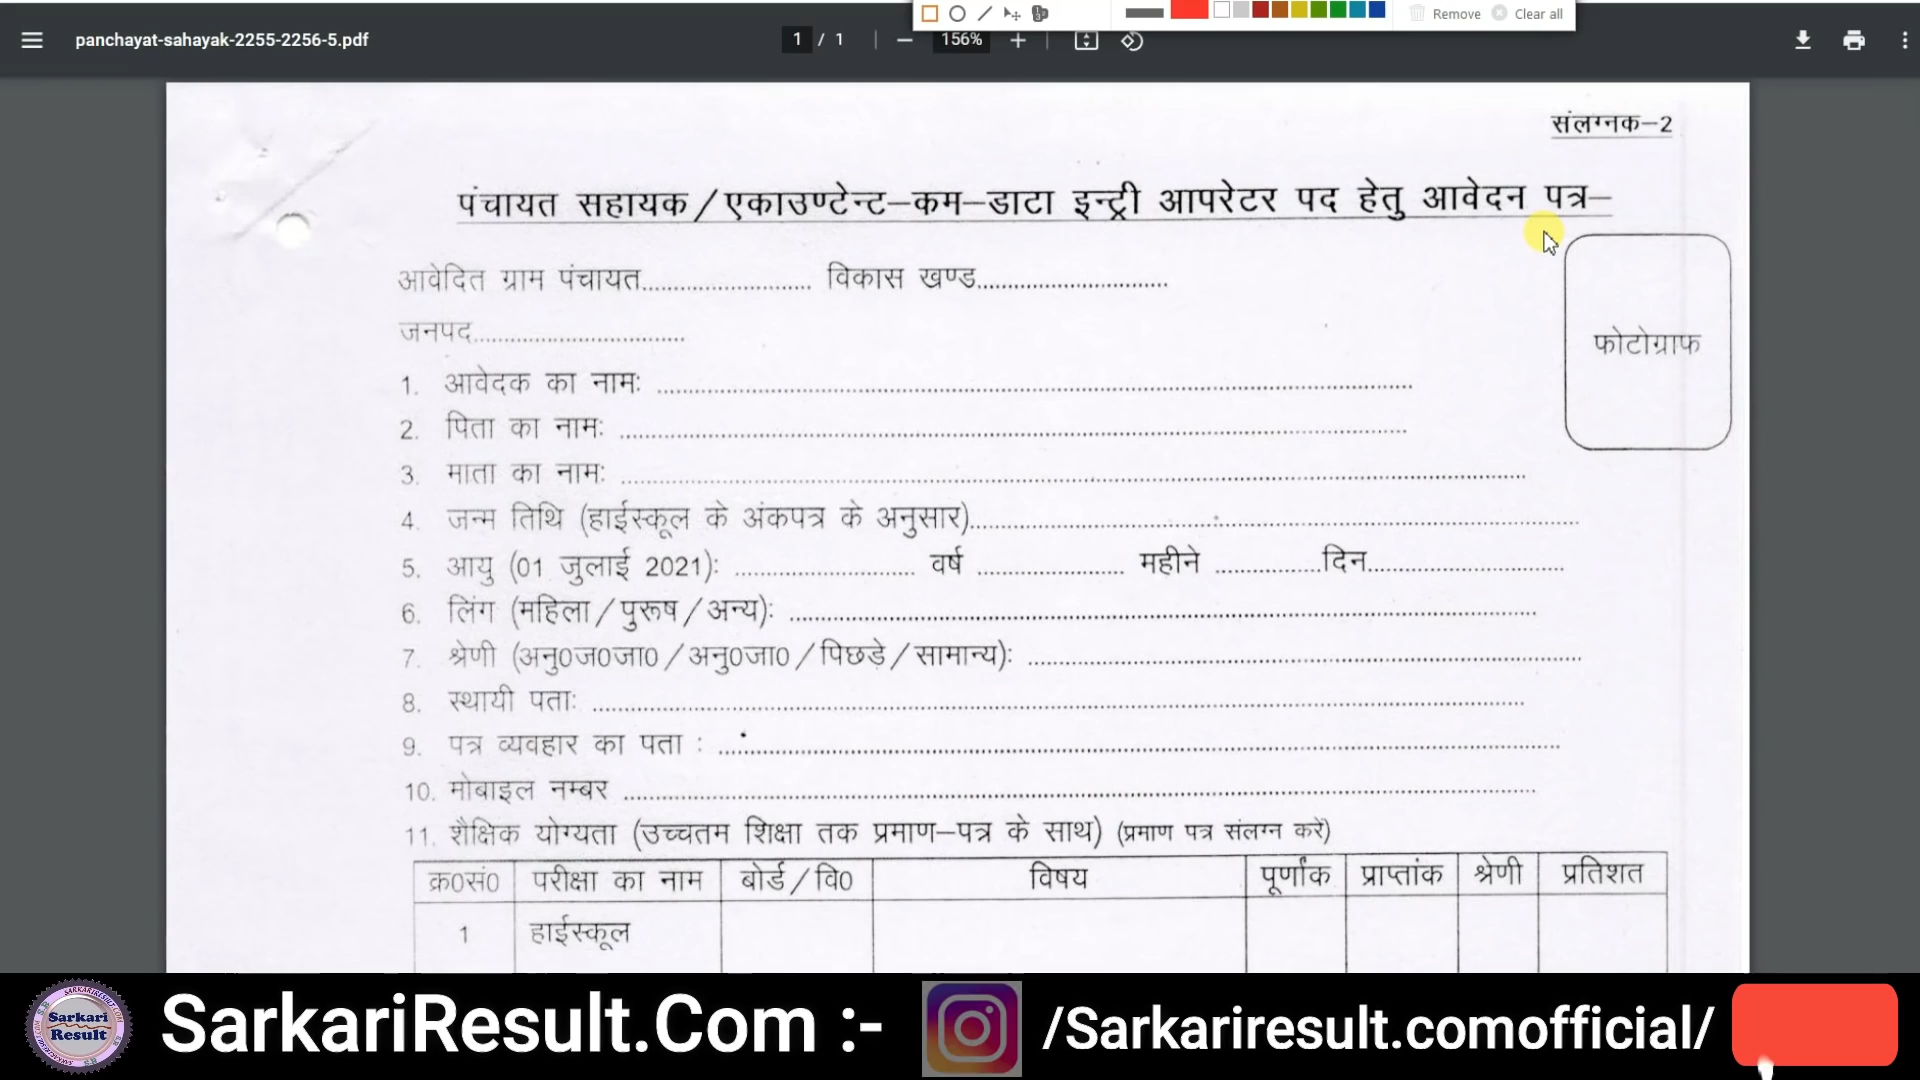 Remove Clear all
panchayat-sahayak-2255-2256-5.pdf 1 / 1 — 156% +
संलग्नक–2
पंचायत सहायक/एकाउण्टेन्ट–कम–डाटा इन्ट्री आपरेटर पद हेतु आवेदन पत्र–
आवेदित ग्राम पंचायत.......................... विकास खण्ड.............................
जनपद................................
फोटोग्राफ
1. आवेदक का नामः ....................................................................................
2. पिता का नामः ....................................................................................
3. माता का नामः ....................................................................................
4. जन्म तिथि (हाईस्कूल के अंकपत्र के अनुसार)....................................................................
5. आयु (01 जुलाई 2021): ........................... वर्ष ...................... महीने ................दिन..............................
6. लिंग (महिला/पुरूष/अन्य): ....................................................................................
7. श्रेणी (अनु0ज0जा0/अनु0जा0/पिछड़े/सामान्य): ............................................................
8. स्थायी पताः ....................................................................................
9. पत्र व्यवहार का पता : ....................................................................................
10. मोबाइल नम्बर ....................................................................................
11. शैक्षिक योग्यता (उच्चतम शिक्षा तक प्रमाण–पत्र के साथ) (प्रमाण पत्र संलग्न करें)
क्र0सं0 परीक्षा का नाम बोर्ड/वि0 विषय पूर्णांक प्राप्तांक श्रेणी प्रतिशत
1 हाईस्कूल
Sarkari
Result
SarkariResult.Com :- /Sarkariresult.comofficial/